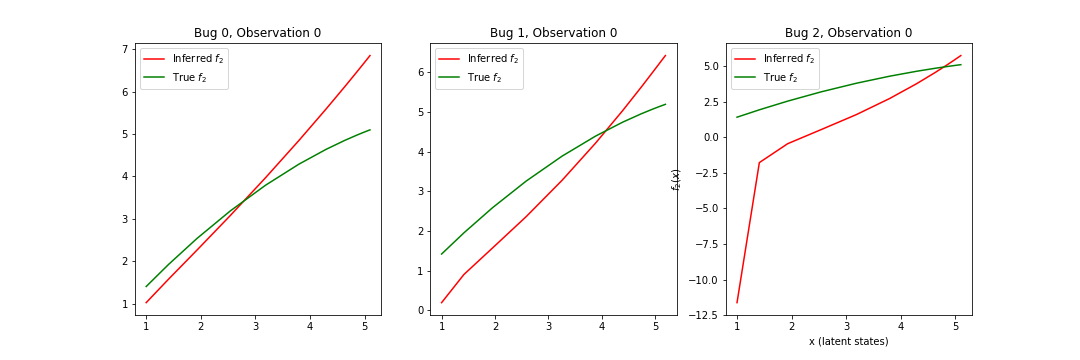 Bug 0, Observation 0
Inferred f₂
True f₂
7
6
5
4
3
2
1
1 2 3 4 5
Bug 1, Observation 0
Inferred f₂
True f₂
6
5
4
3
2
1
0
1 2 3 4 5
Bug 2, Observation 0
Inferred f₂
True f₂
f₂(x)
5.0
2.5
0.0
−2.5
−5.0
−7.5
−10.0
−12.5
1 2 3 4 5
x (latent states)